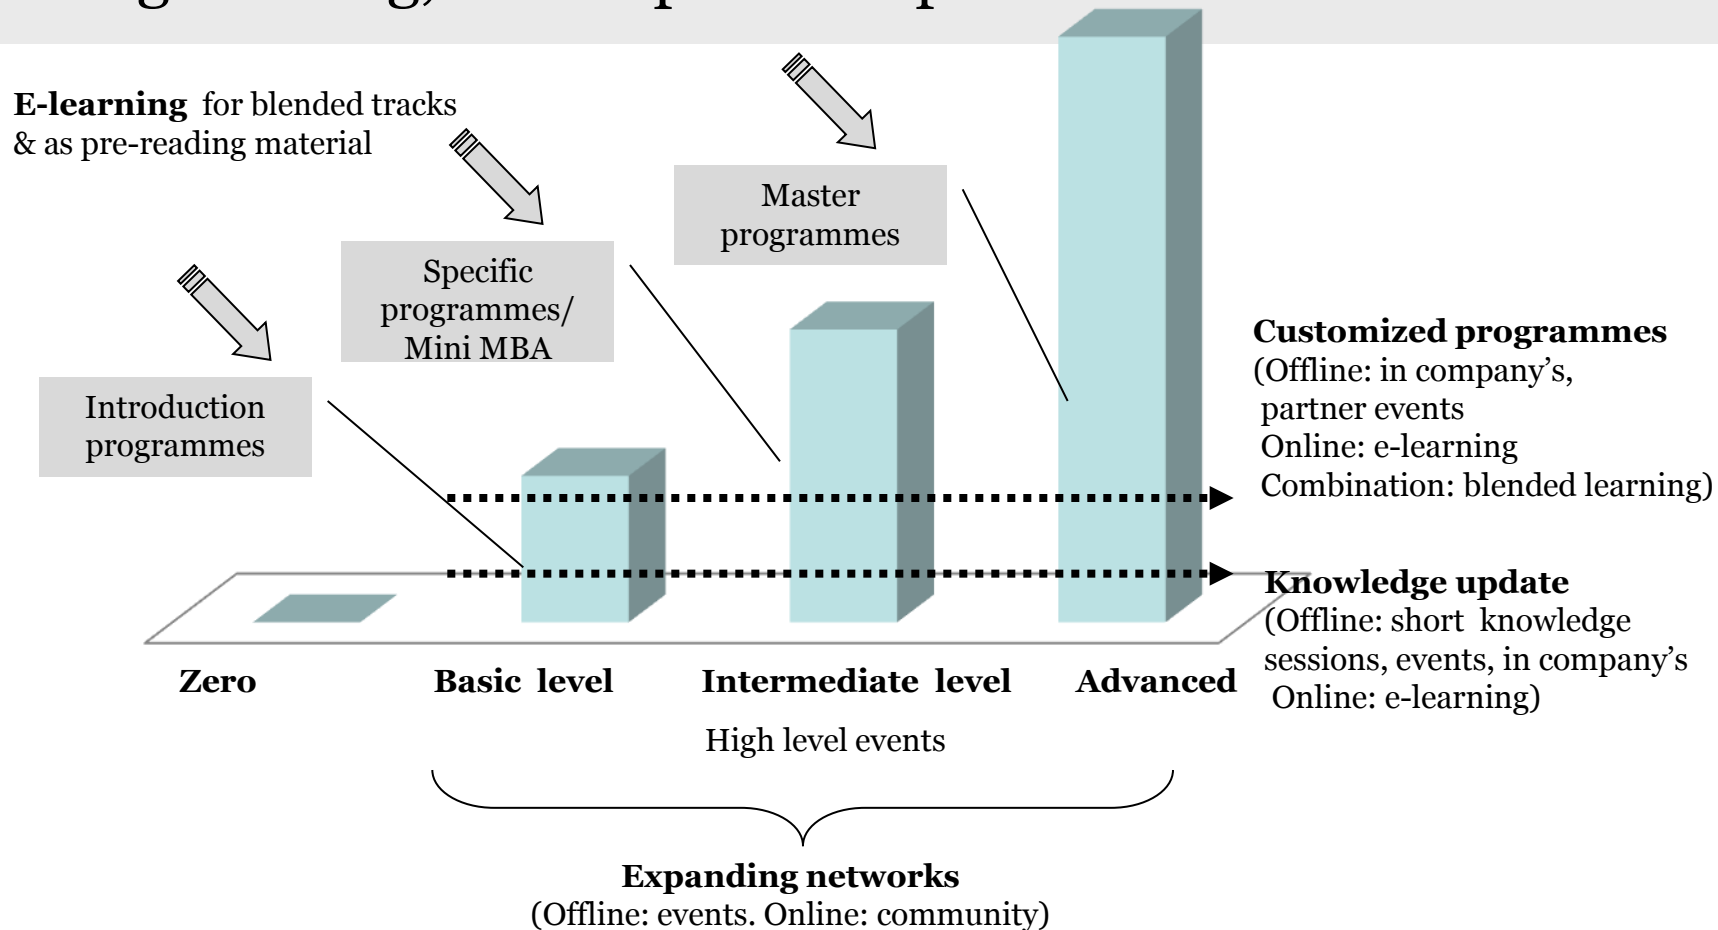 E-learning for blended tracks
& as pre-reading material
Master
programmes
Specific
programmes/
Mini MBA
Introduction
programmes
Customized programmes
(Offline: in company’s,
partner events
Online: e-learning
Combination: blended learning)
Knowledge update
(Offline: short knowledge
sessions, events, in company’s
Online: e-learning)
Zero
Basic level
Intermediate level
Advanced
High level events
Expanding networks
(Offline: events. Online: community)